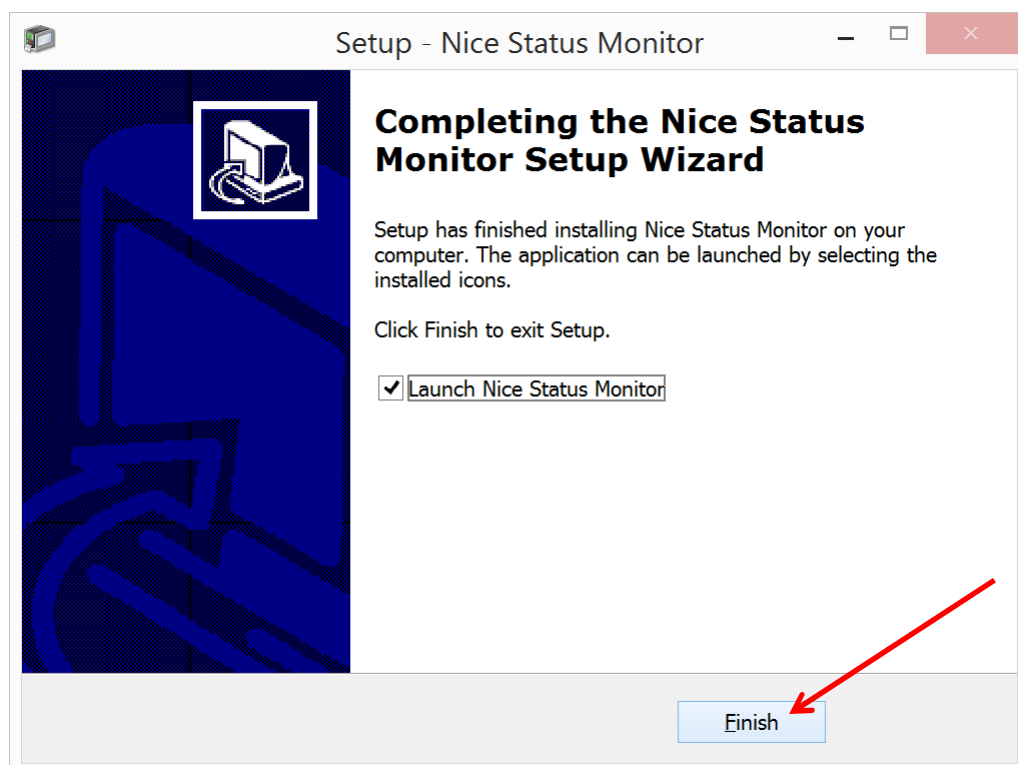 Setup - Nice Status Monitor
Completing the Nice Status
Monitor Setup Wizard
Setup has finished installing Nice Status Monitor on your
computer. The application can be launched by selecting the
installed icons.
Click Finish to exit Setup.
Launch Nice Status Monitor
Finish